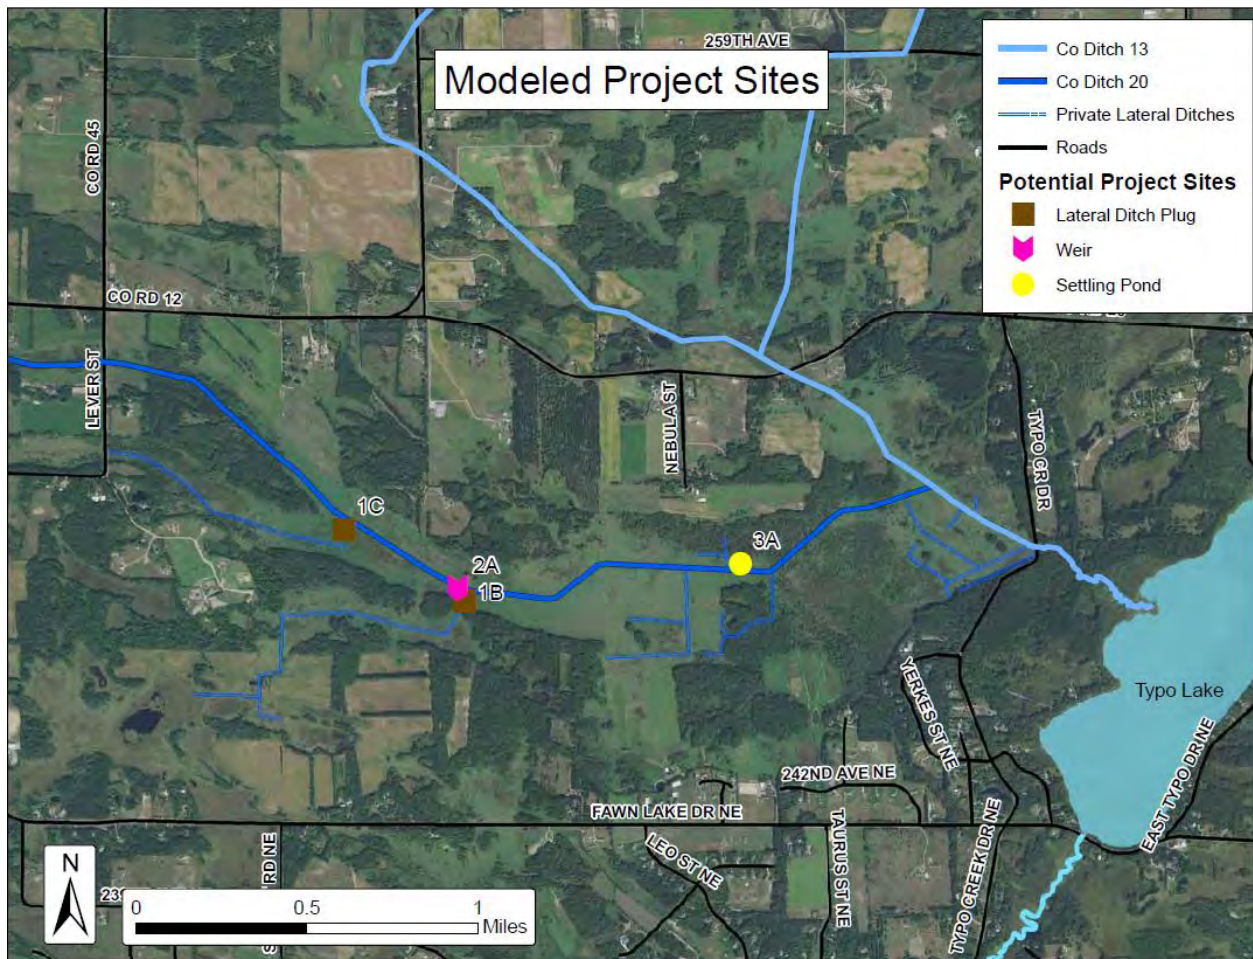 259TH AVE
Modeled Project Sites
Co Ditch 13
Co Ditch 20
Private Lateral Ditches
Roads
Potential Project Sites
Lateral Ditch Plug
Weir
Settling Pond
CO RD 45
CO RD 12
LEVER ST
NEBULA ST
TYPO CR DR
1C
2A
1B
3A
Typo Lake
YERKES ST NE
EAST TYPO DR NE
242ND AVE NE
FAWN LAKE DR NE
LEO ST NE
TAURUS ST NE
TYPO CREEK DR NE
RD NE
N
0
0.5
1
Miles